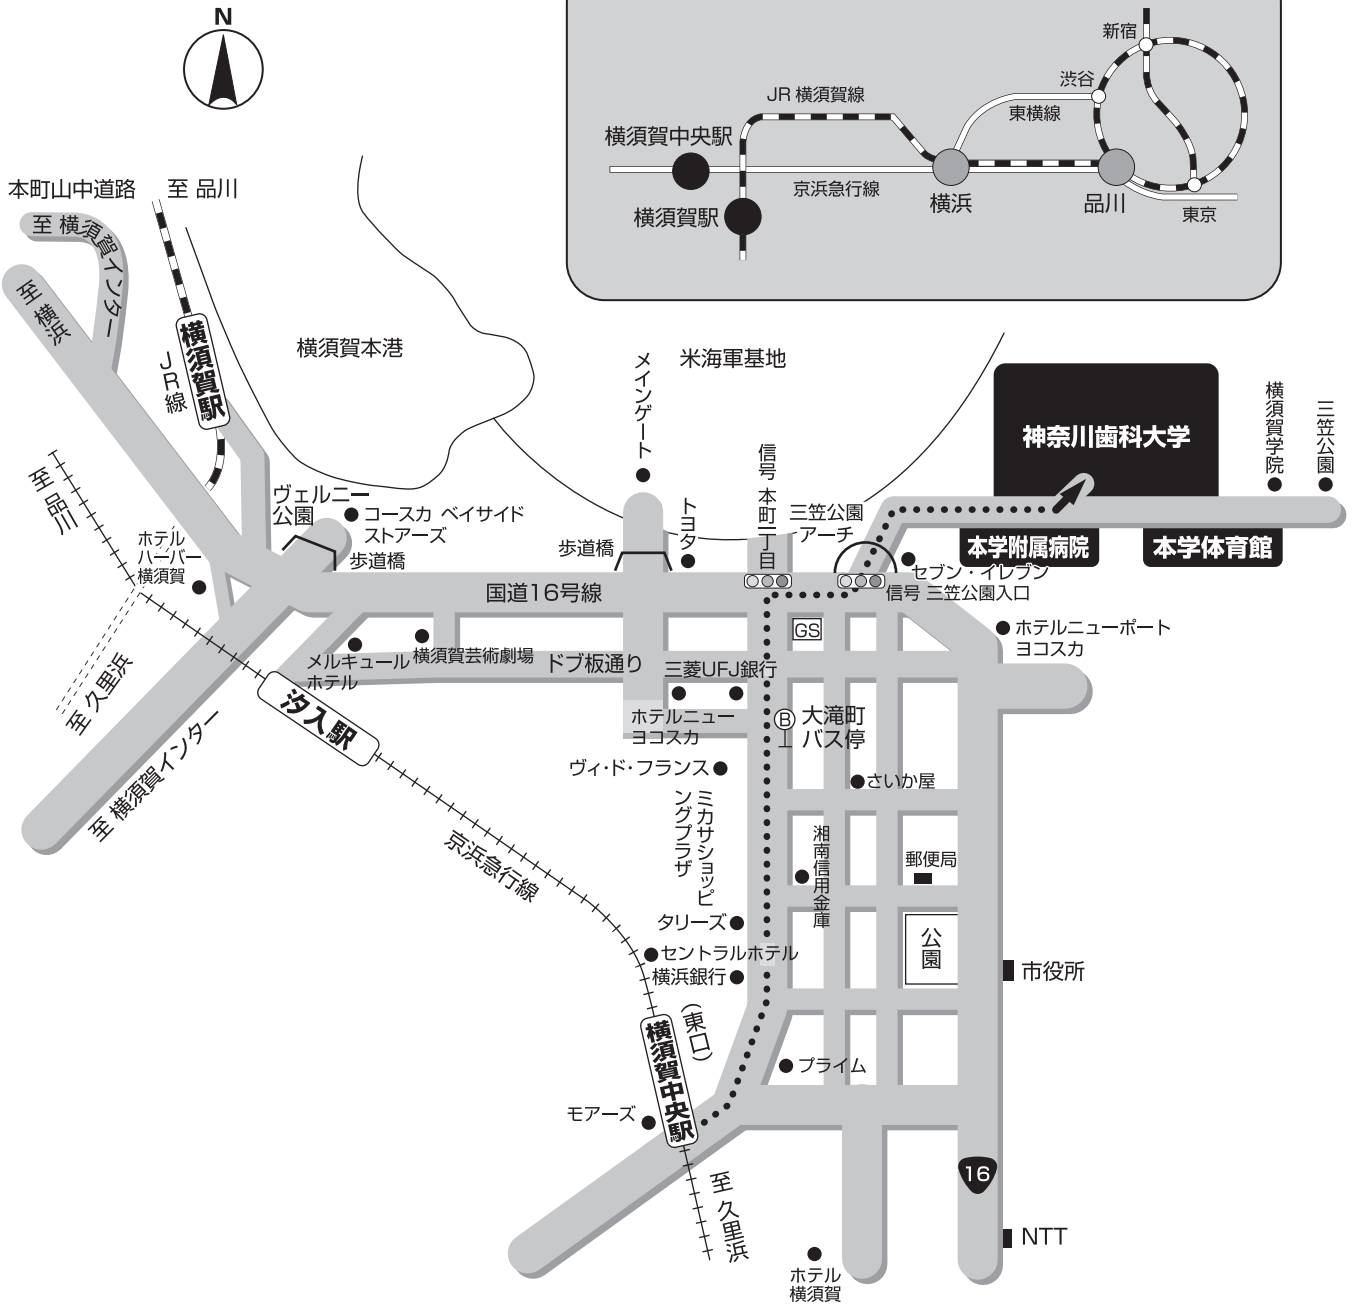 N
新宿
渋谷
JR 横須賀線
東横線
横須賀中央駅
京浜急行線
横浜
品川
横須賀駅
東京
本町山中道路
至 品川
至 横須賀インター
至 横浜
横須賀駅
JR線
横須賀本港
メインゲート
米海軍基地
神奈川歯科大学
横須賀学院
三笠公園
至 品川
ヴェルニー
公園
コースカ ベイサイド
ストアーズ
歩道橋
歩道橋
トヨタ
信号 本町一丁目
三笠公園
アーチ
本学附属病院
本学体育館
ホテル
ハーバー
横須賀
国道16号線
セブン・イレブン
信号 三笠公園入口
GS
ホテルニューポート
ヨコスカ
メルキュール
ホテル
横須賀芸術劇場
ドブ板通り
三菱UFJ銀行
至 久里浜
汐入駅
ホテルニュー
ヨコスカ
B
大滝町
バス停
至 横須賀インター
ヴィ・ド・フランス
さいか屋
ミカサショッピ
ングプラザ
京浜急行線
湘南信用金庫
郵便局
タリーズ
公園
セントラルホテル
横浜銀行
市役所
横須賀中央駅
(東口)
プライム
モアーズ
至 久里浜
16
NTT
ホテル
横須賀